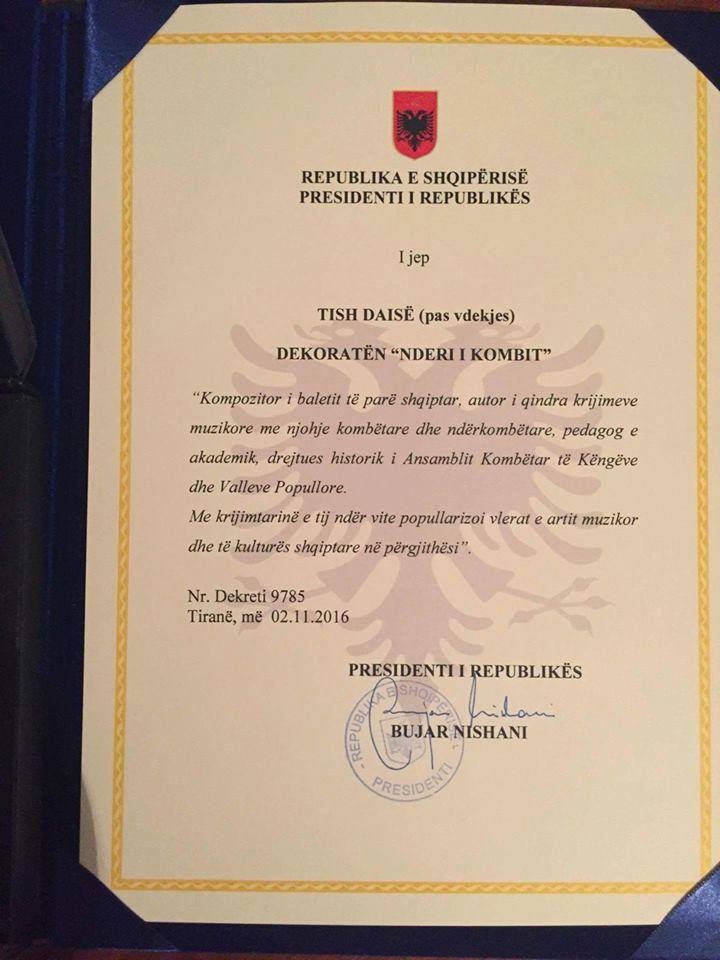 REPUBLIKA E SHQIPËRISË
PRESIDENTI I REPUBLIKËS
I jep
TISH DAISË (pas vdekjes)
DEKORATËN “NDERI I KOMBIT”
“Kompozitor i baletit të parë shqiptar, autor i qindra krijimeve
muzikore me njohje kombëtare dhe ndërkombëtare, pedagog e
akademik, drejtues historik i Ansamblit Kombëtar të Këngëve
dhe Valleve Popullore.
Me krijimtarinë e tij ndër vite popullarizoi vlerat e artit muzikor
dhe të kulturës shqiptare në përgjithësi”.
Nr. Dekreti 9785
Tiranë, më 02.11.2016
PRESIDENTI I REPUBLIKËS
Bujar Nishani
BUJAR NISHANI
- REPUBLIKA E SHQIPËRISË -
PRESIDENTI